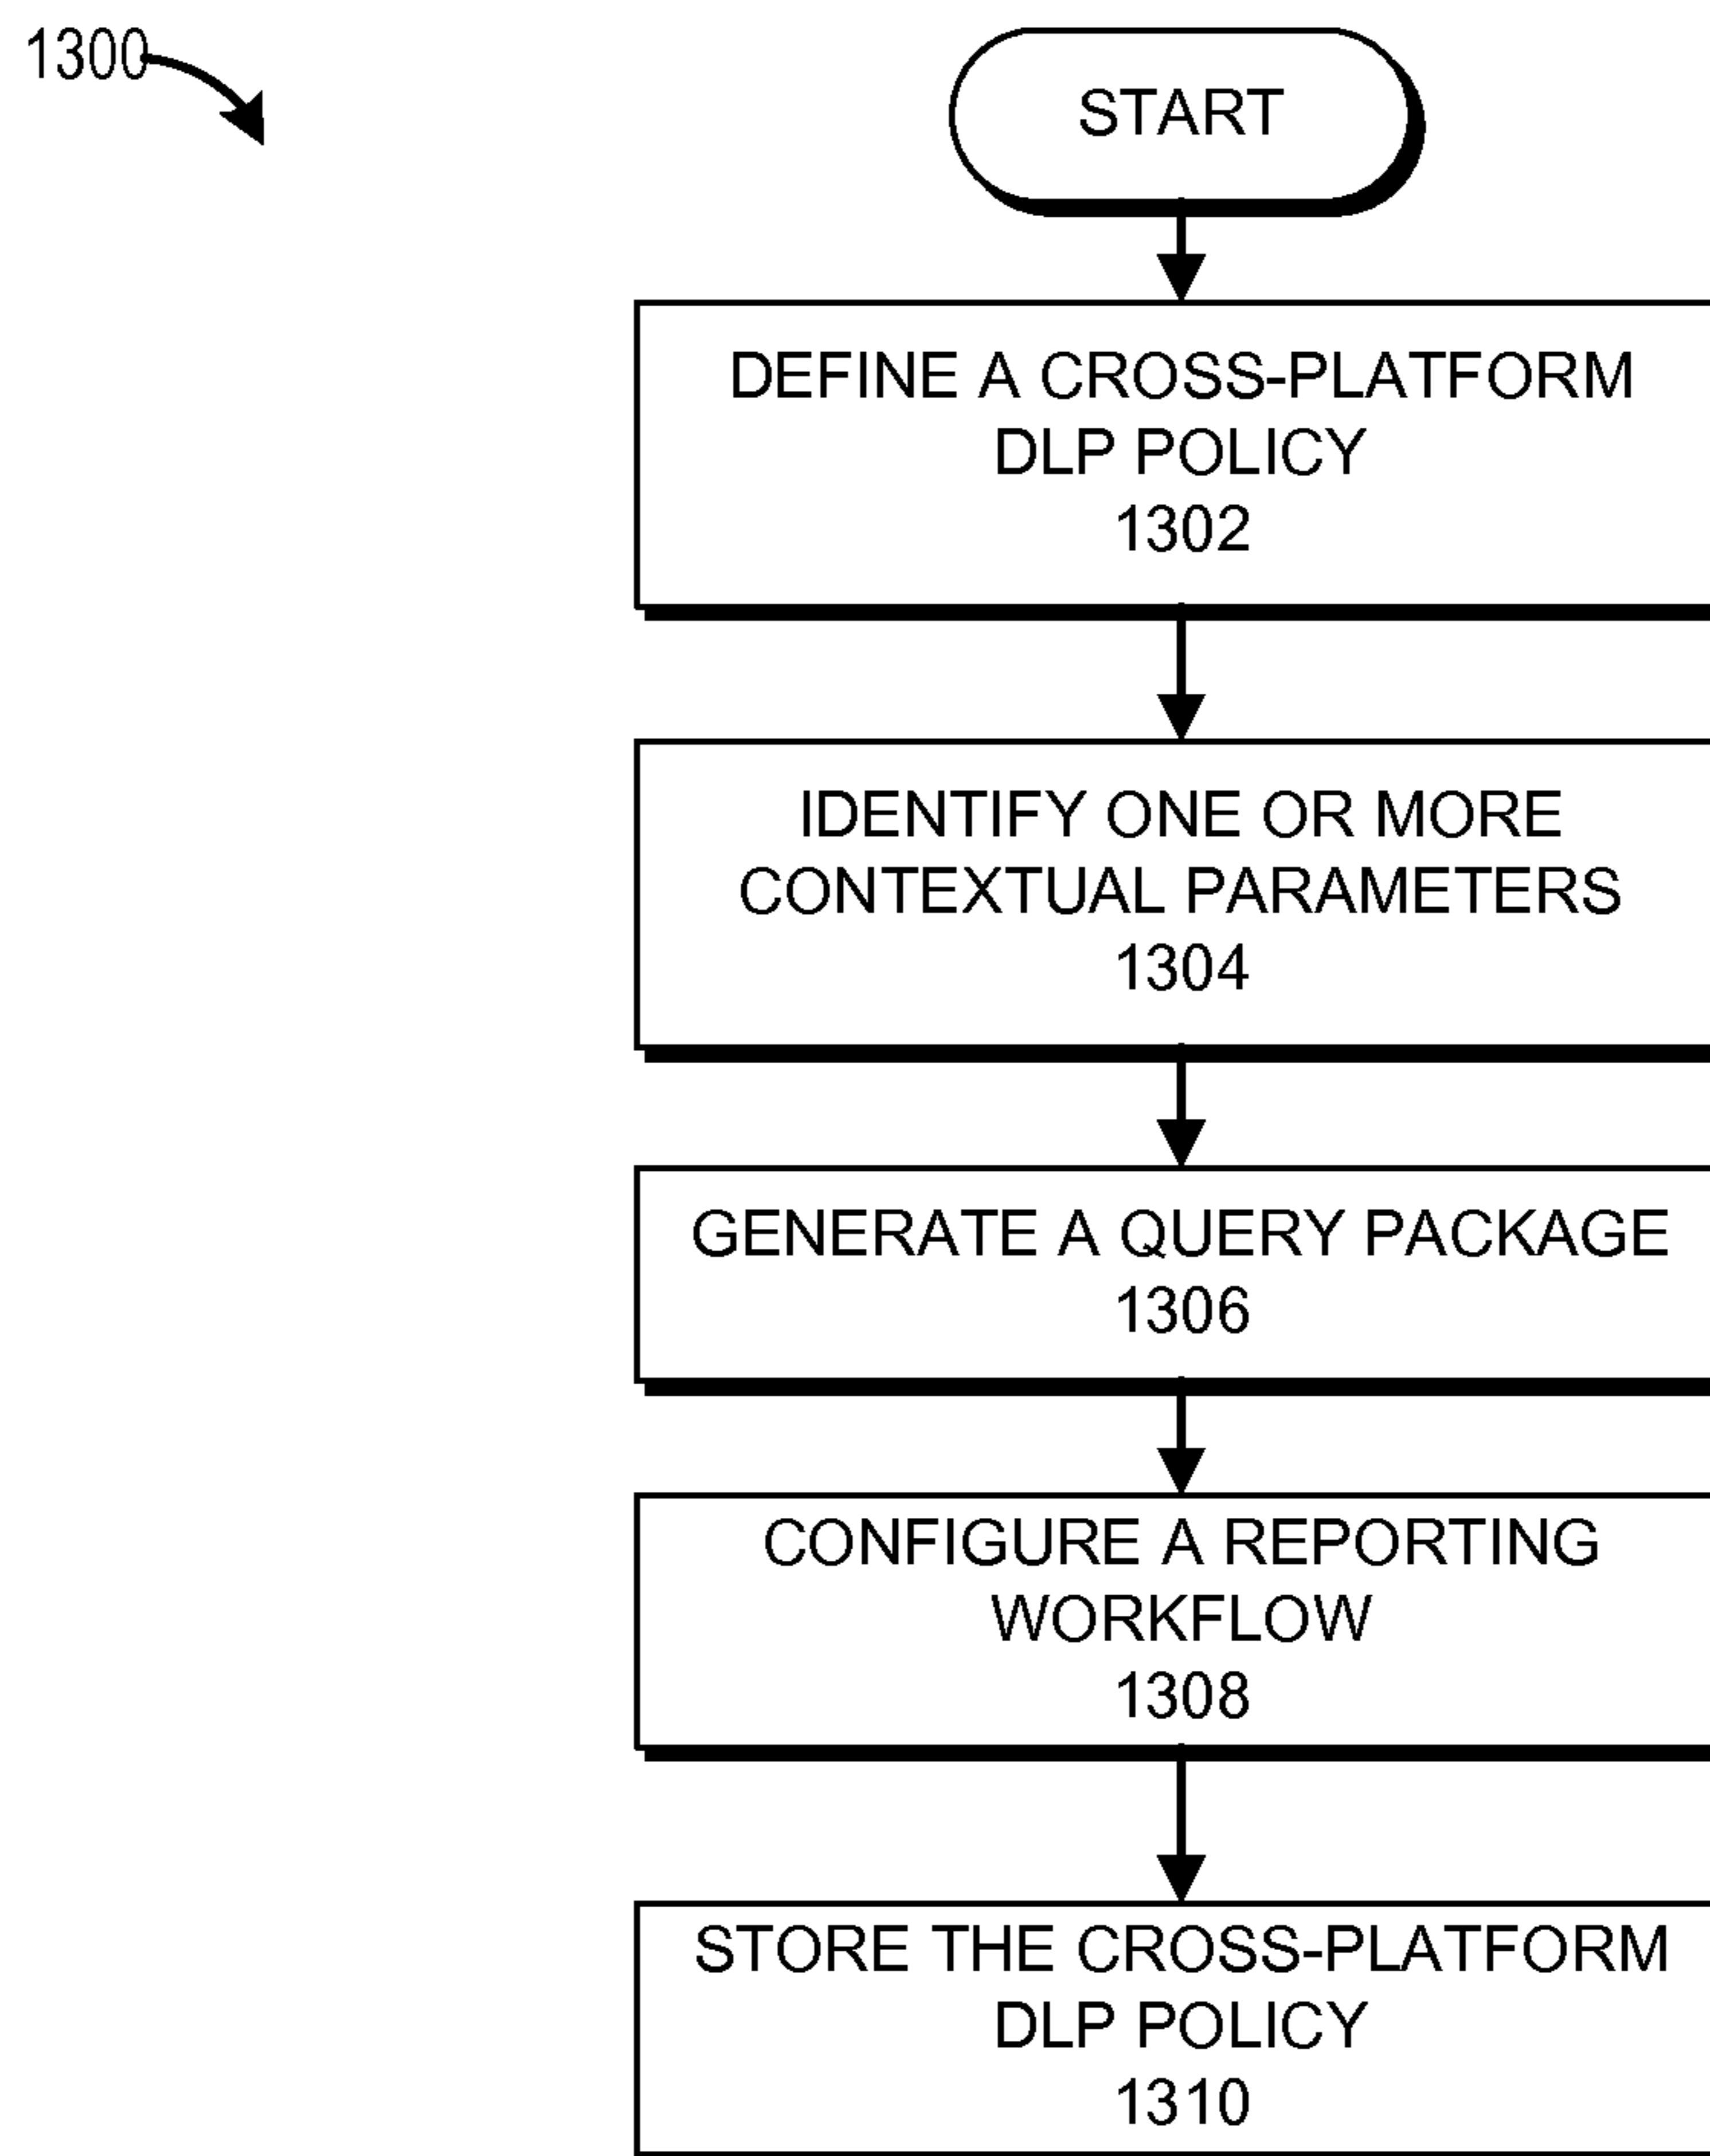 1300
START
DEFINE A CROSS-PLATFORM
DLP POLICY
1302
IDENTIFY ONE OR MORE
CONTEXTUAL PARAMETERS
1304
GENERATE A QUERY PACKAGE
1306
CONFIGURE A REPORTING
WORKFLOW
1308
STORE THE CROSS-PLATFORM
DLP POLICY
1310